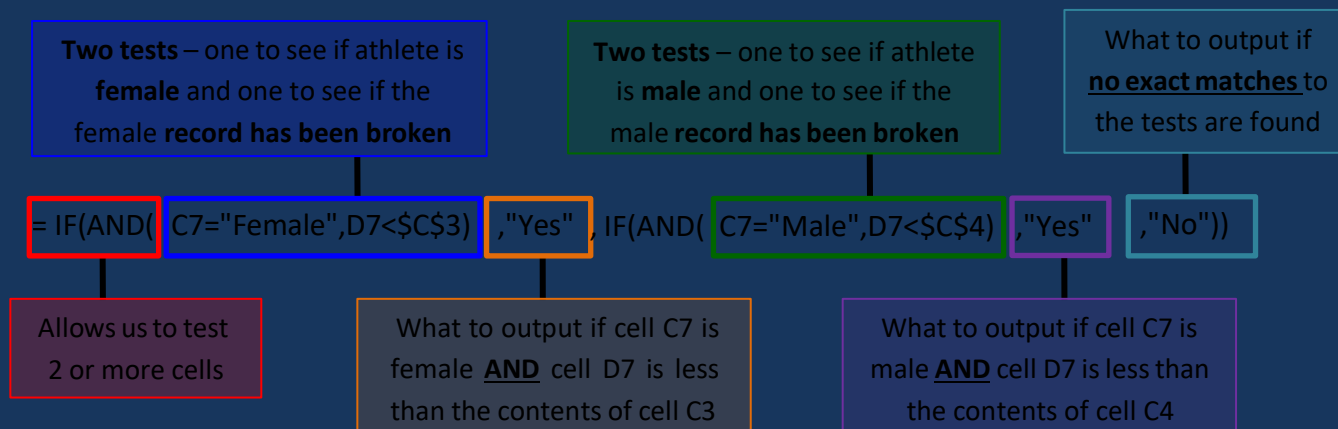 Two tests – one to see if athlete is
female and one to see if the
female record has been broken
Two tests – one to see if athlete
is male and one to see if the
male record has been broken
What to output if
no exact matches to
the tests are found
= IF(AND( C7="Female",D7<$C$3) ,"Yes" , IF(AND( C7="Male",D7<$C$4) ,"Yes" ,"No"))
Allows us to test
2 or more cells
What to output if cell C7 is
female AND cell D7 is less
than the contents of cell C3
What to output if cell C7 is
male AND cell D7 is less than
the contents of cell C4